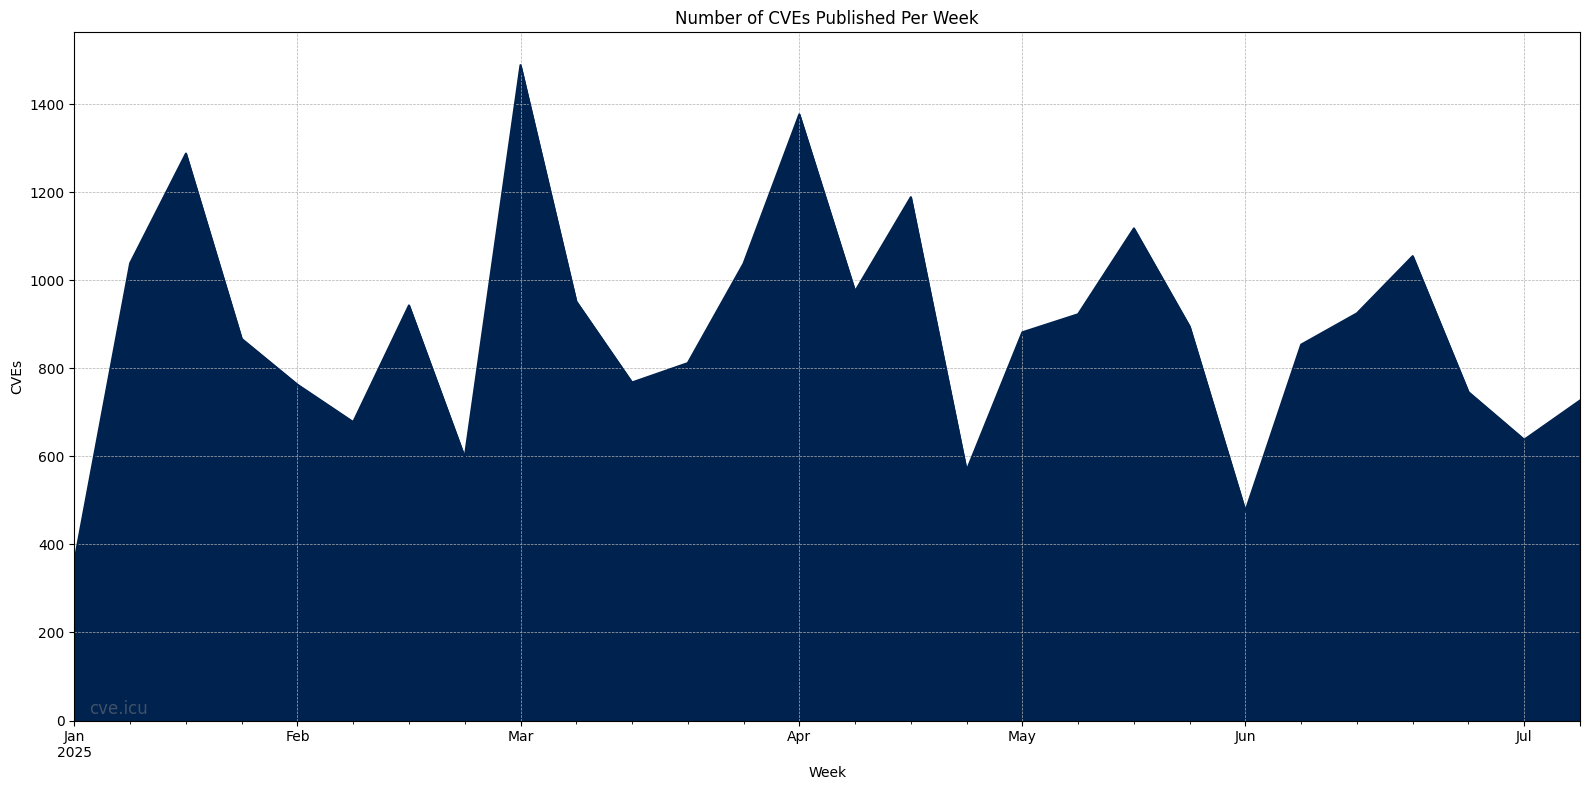 Number of CVEs Published Per Week
CVEs
1400
1200
1000
800
600
400
200
0
cve.icu
Jan Feb Mar Apr May Jun Jul
2025
Week